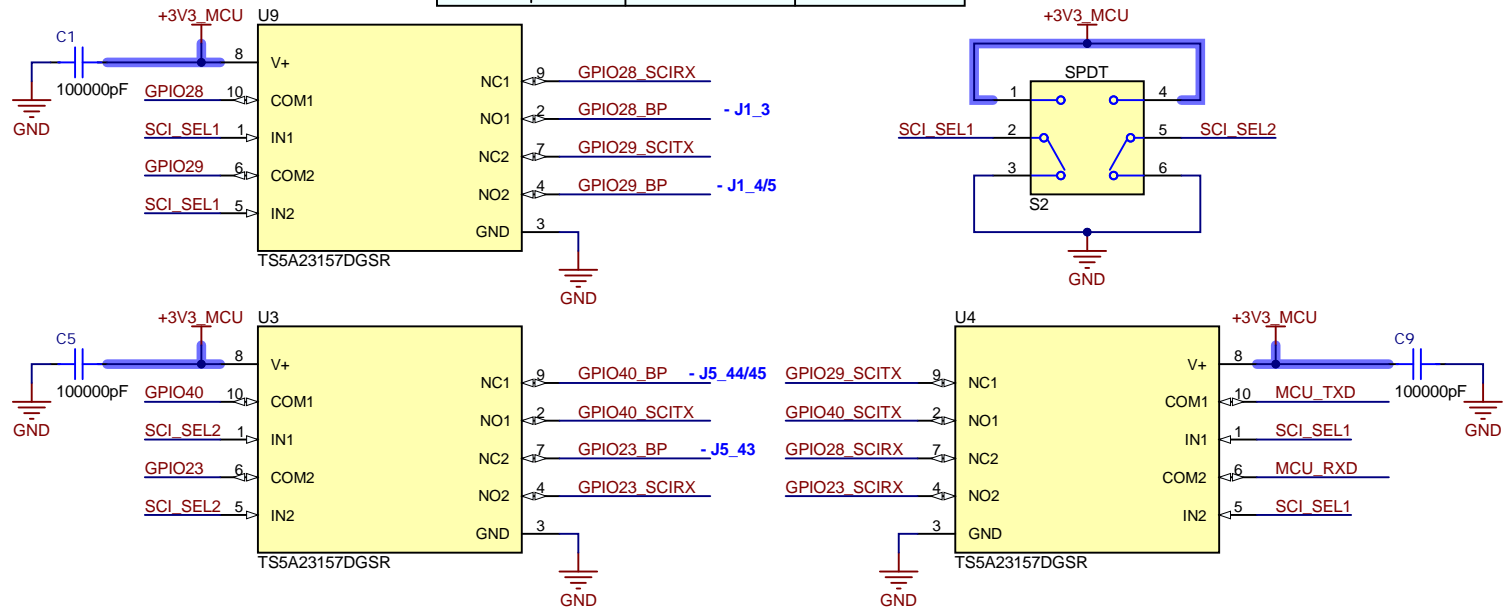 +3V3_MCU
U9
C1
100000pF
GND
8
V+
GPIO28
10
COM1
SCI_SEL1
1
IN1
GPIO29
6
COM2
SCI_SEL1
5
IN2
NC1
9
GPIO28_SCIRX
NO1
2
GPIO28_BP
- J1_3
NC2
7
GPIO29_SCITX
NO2
4
GPIO29_BP
- J1_4/5
GND
3
GND
TS5A23157DGSR
+3V3_MCU
SPDT
1
4
SCI_SEL1
2
5
SCI_SEL2
3
6
S2
GND
+3V3_MCU
U3
C5
100000pF
GND
8
V+
GPIO40
10
COM1
SCI_SEL2
1
IN1
GPIO23
6
COM2
SCI_SEL2
5
IN2
NC1
9
GPIO40_BP
- J5_44/45
NO1
2
GPIO40_SCITX
NC2
7
GPIO23_BP
- J5_43
NO2
4
GPIO23_SCIRX
GND
3
GND
TS5A23157DGSR
U4
+3V3_MCU
C9
100000pF
GND
GPIO29_SCITX
9
NC1
GPIO40_SCITX
2
NO1
GPIO28_SCIRX
7
NC2
GPIO23_SCIRX
4
NO2
3
GND
GND
V+
8
COM1
10
MCU_TXD
IN1
1
SCI_SEL1
COM2
6
MCU_RXD
IN2
5
SCI_SEL1
TS5A23157DGSR